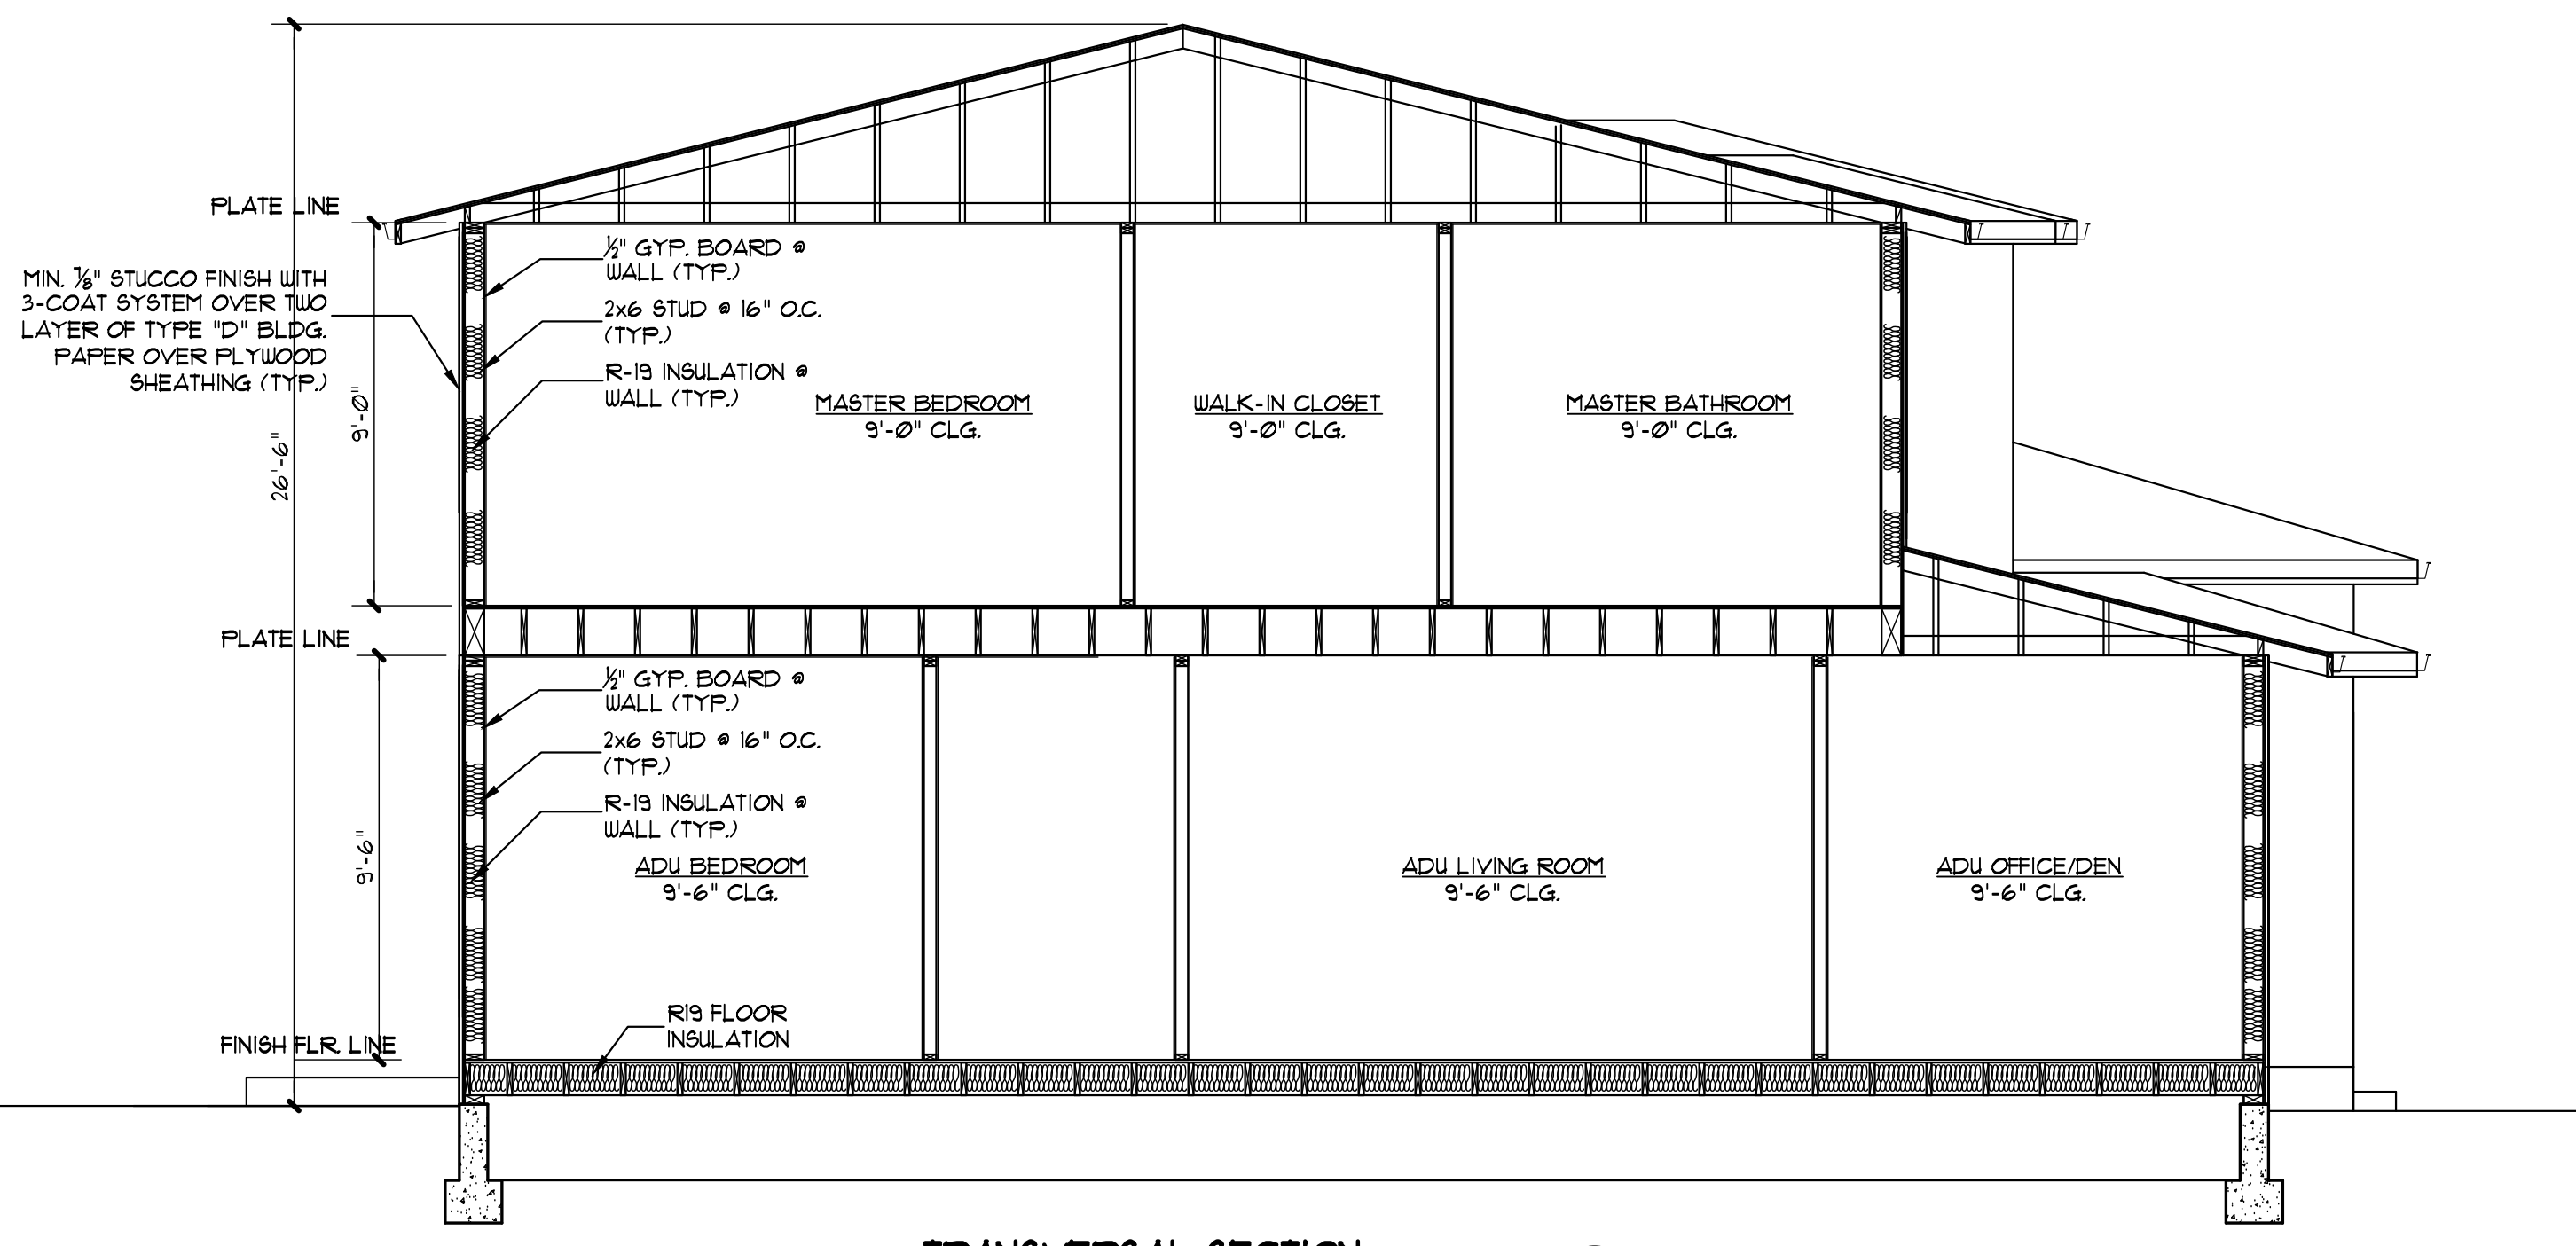 PLATE LINE
MIN. ⅞" STUCCO FINISH WITH
3-COAT SYSTEM OVER TWO
LAYER OF TYPE "D" BLDG.
PAPER OVER PLYWOOD
SHEATHING (TYP.)
26'-6"
9'-0"
½" GYP. BOARD @
WALL (TYP.)
2x6 STUD @ 16" O.C.
(TYP.)
R-19 INSULATION @
WALL (TYP.)
MASTER BEDROOM
9'-0" CLG.
WALK-IN CLOSET
9'-0" CLG.
MASTER BATHROOM
9'-0" CLG.
PLATE LINE
9'-6"
½" GYP. BOARD @
WALL (TYP.)
2x6 STUD @ 16" O.C.
(TYP.)
R-19 INSULATION @
WALL (TYP.)
ADU BEDROOM
9'-6" CLG.
ADU LIVING ROOM
9'-6" CLG.
ADU OFFICE/DEN
9'-6" CLG.
R19 FLOOR
INSULATION
FINISH FLR. LINE
TRANSVERSAL SECTION